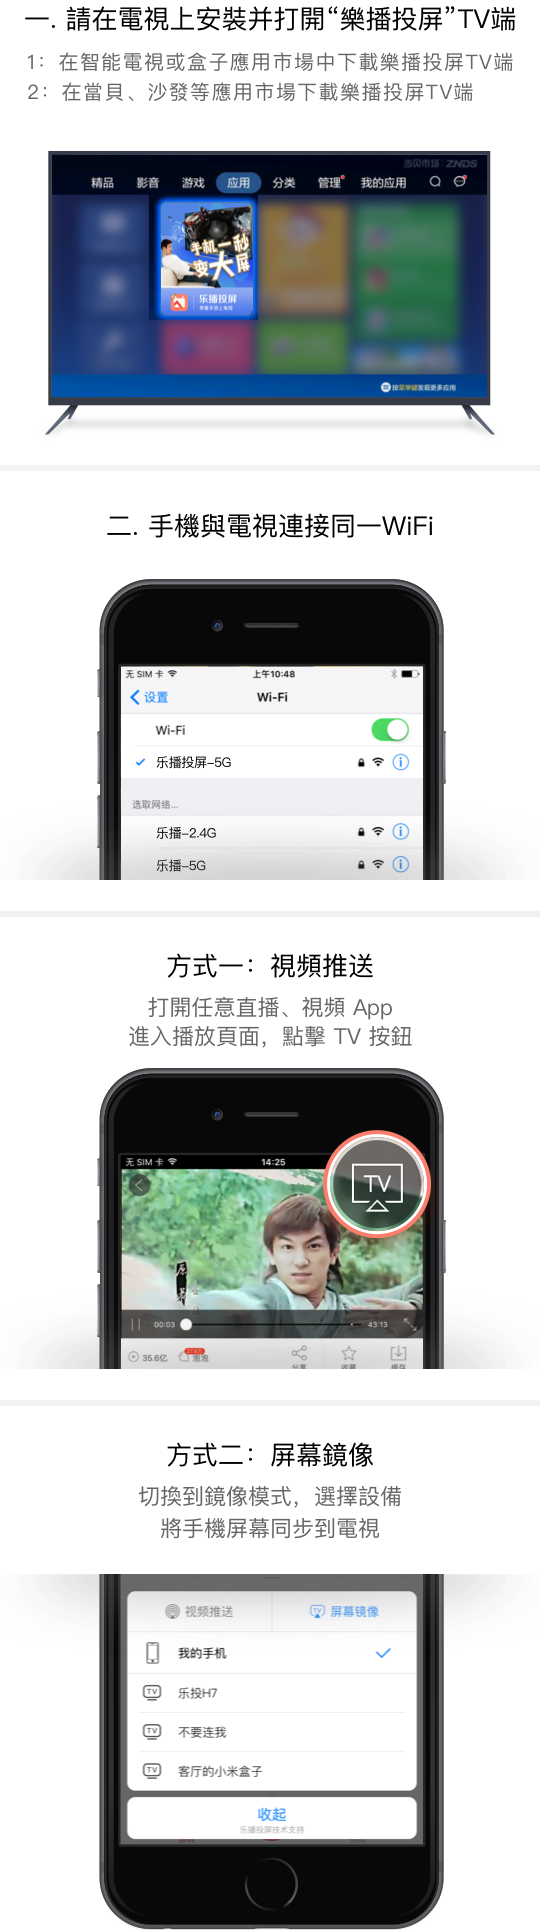 一. 請在電視上安裝并打開“樂播投屏”TV端
1：在智能電視或盒子應用市場中下載樂播投屏TV端
2：在當貝、沙發等應用市場下載樂播投屏TV端
当贝市场 ZNDS
精品 影音 游戏 应用 分类 管理 我的应用
手机一秒
变大屏
乐播投屏
按菜单键发现更多应用
二. 手機與電視連接同一WiFi
无 SIM 卡 上午10:48
设置 Wi-Fi
Wi-Fi
乐播投屏-5G
选取网络...
乐播-2.4G
乐播-5G
方式一：視頻推送
打開任意直播、視頻 App
進入播放頁面，點擊 TV 按鈕
无 SIM 卡 14:25
TV
00:03 43:13
35.6亿 泡泡 分享 收藏 缓存
方式二：屏幕鏡像
切換到鏡像模式，選擇設備
將手機屏幕同步到電視
视频推送 TV 屏幕镜像
我的手机
TV 乐投H7
TV 不要连我
TV 客厅的小米盒子
收起
乐播投屏技术支持